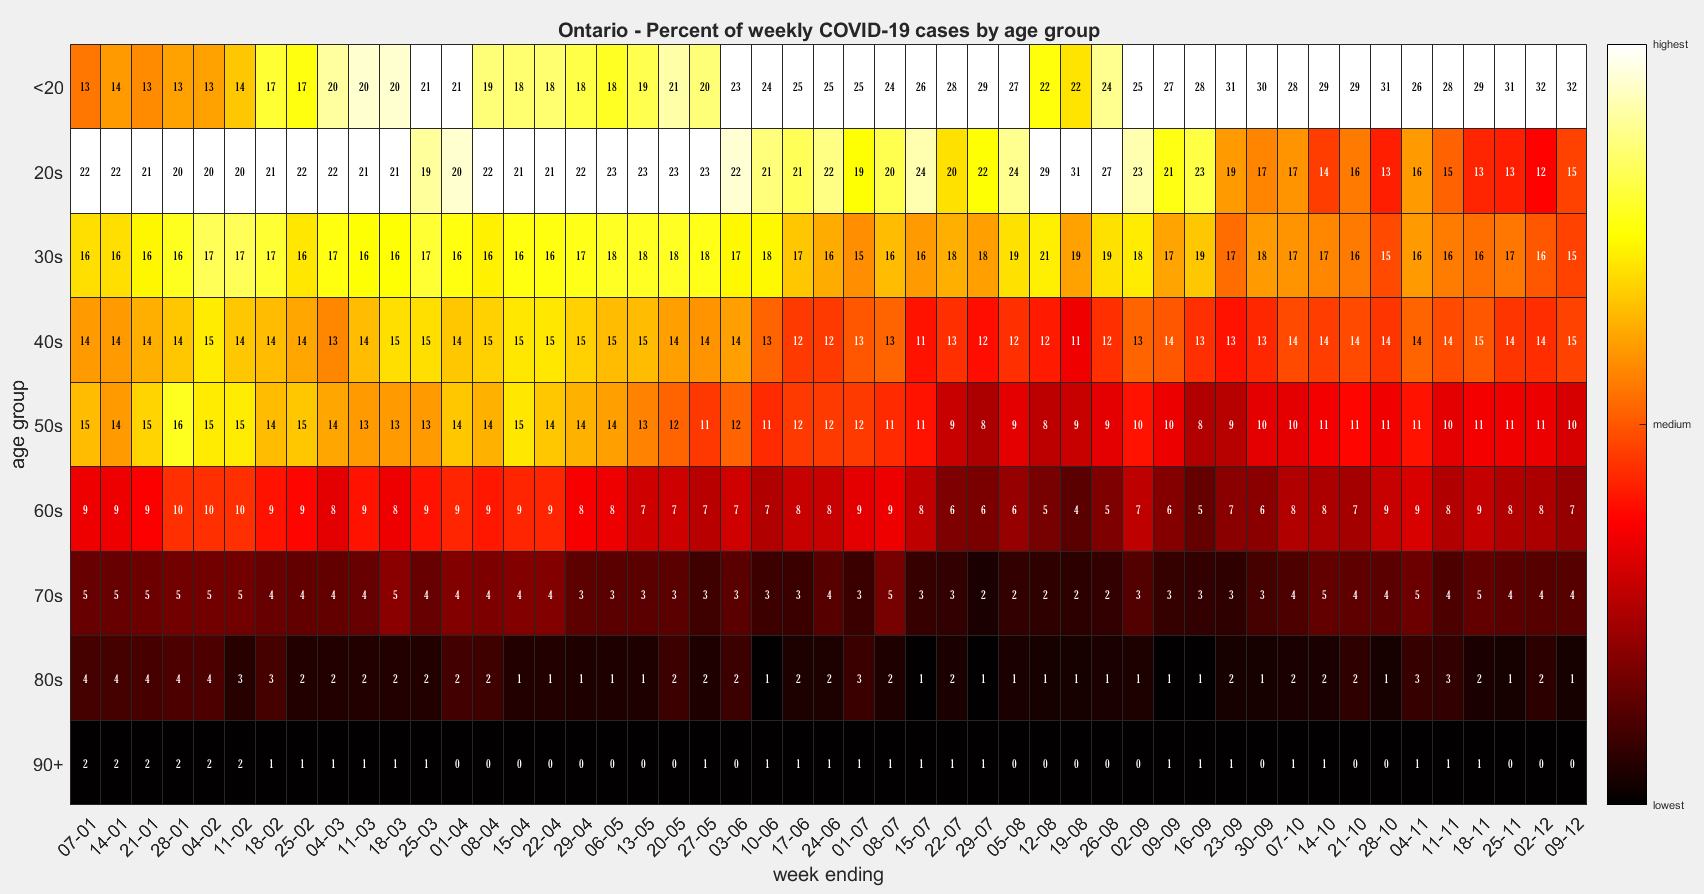 Ontario - Percent of weekly COVID-19 cases by age group
highest
<20 13 14 13 13 13 14 17 17 20 20 20 21 21 19 18 18 18 18 19 21 20 23 24 25 25 25 24 26 28 29 27 22 22 24 25 27 28 31 30 28 29 29 31 26 28 29 31 32 32
20s 22 22 21 20 20 20 21 22 22 21 21 19 20 22 21 21 22 23 23 23 23 22 21 21 22 19 20 24 20 22 24 29 31 27 23 21 23 19 17 17 14 16 13 16 15 13 13 12 15
30s 16 16 16 16 17 17 17 16 17 16 16 17 16 16 16 16 17 18 18 18 18 17 18 17 16 15 16 16 18 18 19 21 19 19 18 17 19 17 18 17 17 16 15 16 16 16 17 16 15
40s 14 14 14 14 15 14 14 14 13 14 15 15 14 15 15 15 15 15 15 14 14 14 13 12 12 13 13 11 13 12 12 12 11 12 13 14 13 13 13 14 14 14 14 14 14 15 14 14 15
50s 15 14 15 16 15 15 14 15 14 13 13 13 14 14 15 14 14 14 13 12 11 12 11 12 12 12 11 11 9 8 9 8 9 9 10 10 8 9 10 10 11 11 11 11 10 11 11 11 10
medium
60s 9 9 9 10 10 10 9 9 8 9 8 9 9 9 9 9 8 8 7 7 7 7 7 8 8 9 9 8 6 6 6 5 4 5 7 6 5 7 6 8 8 7 9 9 8 9 8 8 7
70s 5 5 5 5 5 5 4 4 4 4 5 4 4 4 4 4 3 3 3 3 3 3 3 3 4 3 5 3 3 2 2 2 2 2 3 3 3 3 3 4 5 4 4 5 4 5 4 4 4
80s 4 4 4 4 4 3 3 2 2 2 2 2 2 2 1 1 1 1 1 2 2 2 1 2 2 3 2 1 2 1 1 1 1 1 1 1 1 2 1 2 2 2 1 3 3 2 1 2 1
90+ 2 2 2 2 2 2 1 1 1 1 1 1 0 0 0 0 0 0 0 0 1 0 1 1 1 1 1 1 1 1 0 0 0 0 0 1 1 1 0 1 1 0 0 1 1 1 0 0 0
lowest
07-01 14-01 21-01 28-01 04-02 11-02 18-02 25-02 04-03 11-03 18-03 25-03 01-04 08-04 15-04 22-04 29-04 06-05 13-05 20-05 27-05 03-06 10-06 17-06 24-06 01-07 08-07 15-07 22-07 29-07 05-08 12-08 19-08 26-08 02-09 09-09 16-09 23-09 30-09 07-10 14-10 21-10 28-10 04-11 11-11 18-11 25-11 02-12 09-12
week ending
age group